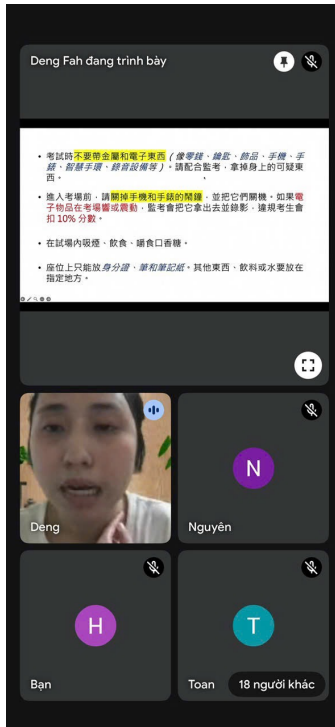 Deng Fah đang trình bày
• 考試時不要帶金屬和電子東西(像零錢、鑰匙、飾品、手機、手
錶、智慧手環、錄音設備等)。請配合監考,拿掉身上的可疑東
西。
• 進入考場前,請關掉手機和手錶的鬧鐘,並把它們關機。如果電
子物品在考場響或震動,監考會把它拿出去並錄影,違規考生會
扣 10% 分數。
• 在試場內吸煙、飲食、嚼食口香糖。
• 座位上只能放身分證、筆和筆記紙。其他東西、飲料或水要放在
指定地方。
Deng
N
Nguyên
H
Bạn
T
Toan
18 người khác